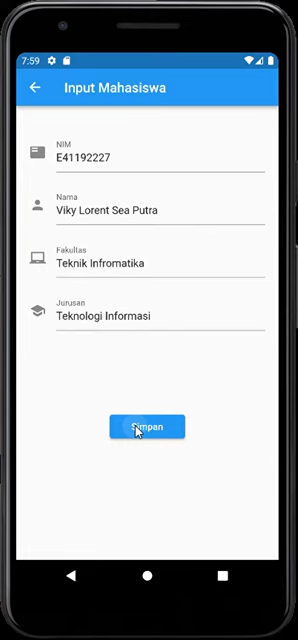 7:59
Input Mahasiswa
NIM
E41192227
Nama
Viky Lorent Sea Putra
Fakultas
Teknik Infromatika
Jurusan
Teknologi Informasi
Simpan